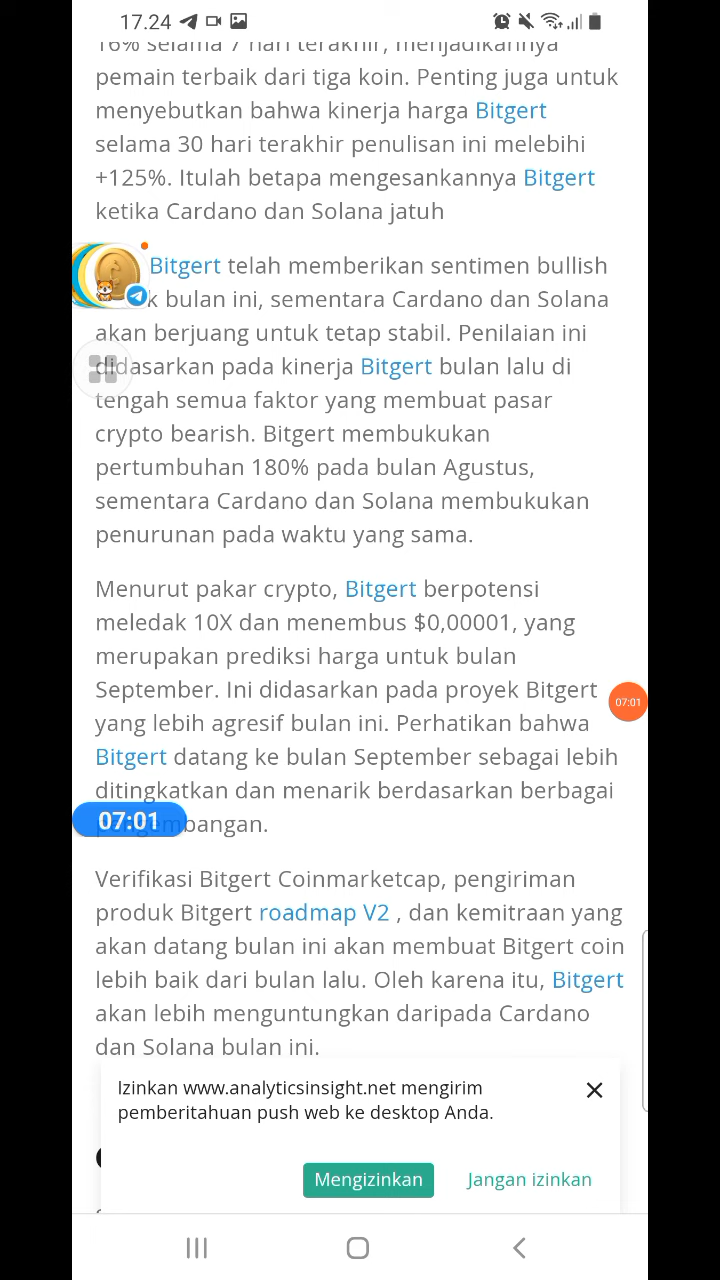 17.24
16% selama 7 hari terakhir, menjadikannya
pemain terbaik dari tiga koin. Penting juga untuk
menyebutkan bahwa kinerja harga Bitgert
selama 30 hari terakhir penulisan ini melebihi
+125%. Itulah betapa mengesankannya Bitgert
ketika Cardano dan Solana jatuh
Bitgert telah memberikan sentimen bullish
k bulan ini, sementara Cardano dan Solana
akan berjuang untuk tetap stabil. Penilaian ini
didasarkan pada kinerja Bitgert bulan lalu di
tengah semua faktor yang membuat pasar
crypto bearish. Bitgert membukukan
pertumbuhan 180% pada bulan Agustus,
sementara Cardano dan Solana membukukan
penurunan pada waktu yang sama.
Menurut pakar crypto, Bitgert berpotensi
meledak 10X dan menembus $0,00001, yang
merupakan prediksi harga untuk bulan
September. Ini didasarkan pada proyek Bitgert
yang lebih agresif bulan ini. Perhatikan bahwa
07:01
Bitgert datang ke bulan September sebagai lebih
ditingkatkan dan menarik berdasarkan berbagai
07:01
pengembangan.
Verifikasi Bitgert Coinmarketcap, pengiriman
produk Bitgert roadmap V2 , dan kemitraan yang
akan datang bulan ini akan membuat Bitgert coin
lebih baik dari bulan lalu. Oleh karena itu, Bitgert
akan lebih menguntungkan daripada Cardano
dan Solana bulan ini.
Izinkan www.analyticsinsight.net mengirim
pemberitahuan push web ke desktop Anda.
Mengizinkan
Jangan izinkan